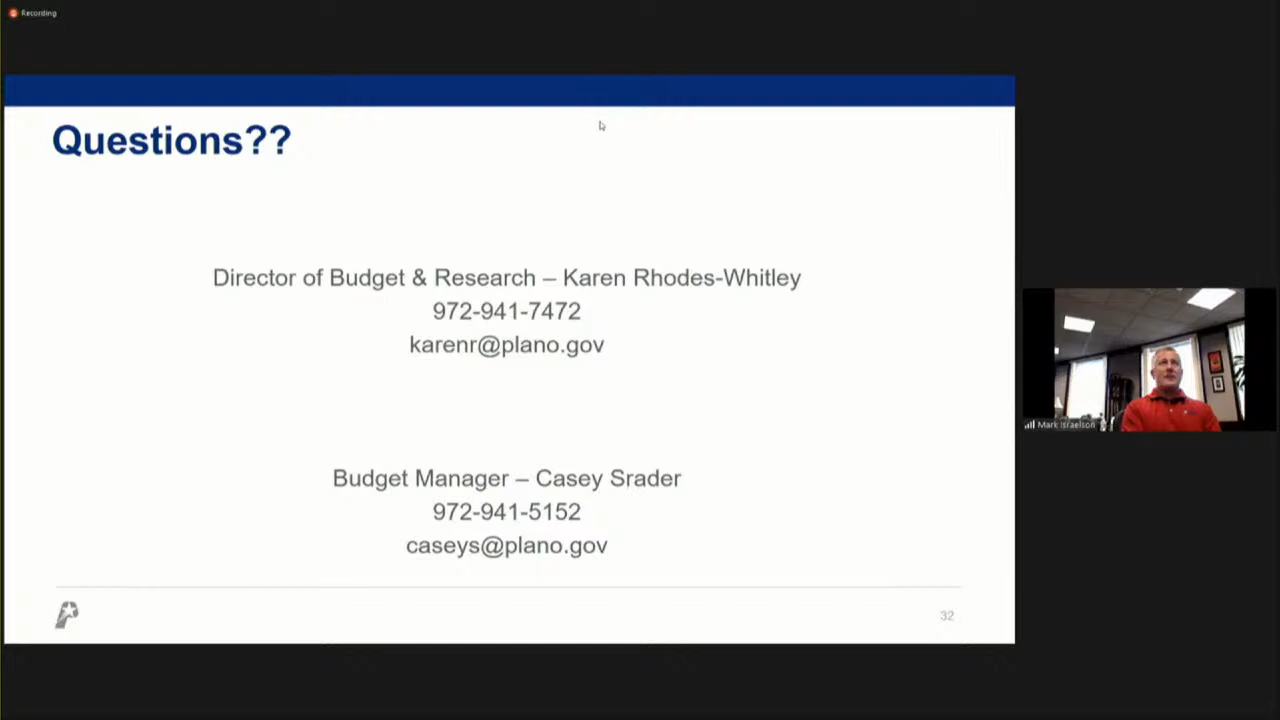 Recording
Questions??
Director of Budget & Research – Karen Rhodes-Whitley
972-941-7472
karenr@plano.gov
Mark Israelson
Budget Manager – Casey Srader
972-941-5152
caseys@plano.gov
32